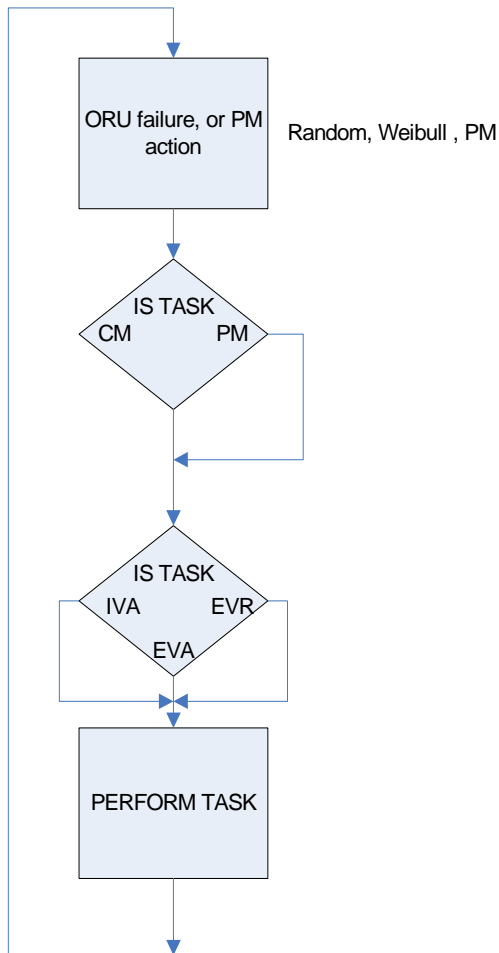 ORU failure, or PM
action
Random, Weibull , PM
IS TASK
CM PM
IS TASK
IVA EVR
EVA
PERFORM TASK